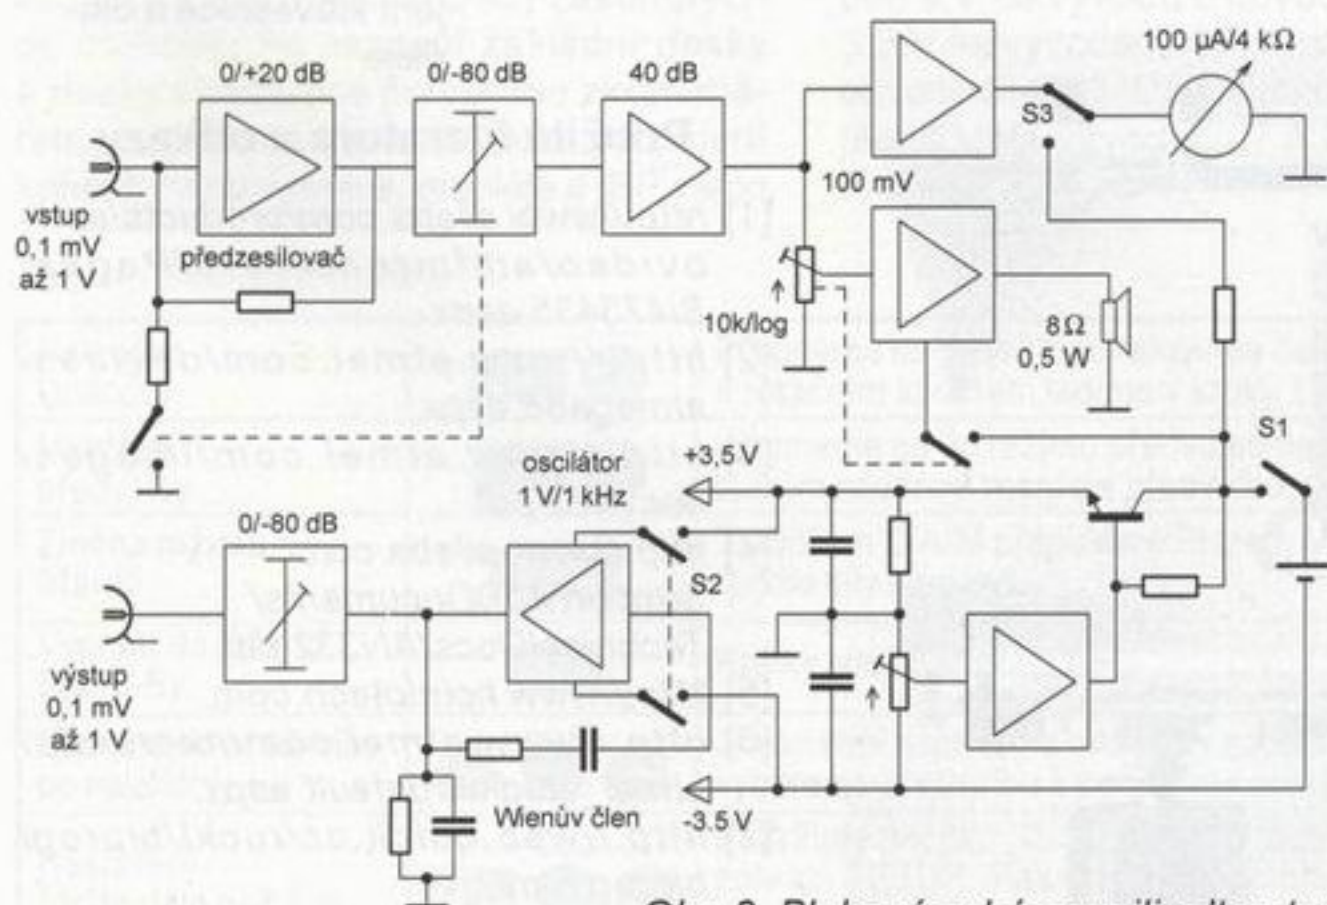 0/+20 dB
0/-80 dB
40 dB
100 µA/4 kΩ
S3
100 mV
vstup
0,1 mV
až 1 V
předzesilovač
10k/log
8 Ω
0,5 W
S1
oscilátor
1 V/1 kHz
+3,5 V
0/-80 dB
S2
výstup
0,1 mV
až 1 V
Wienův člen
-3,5 V